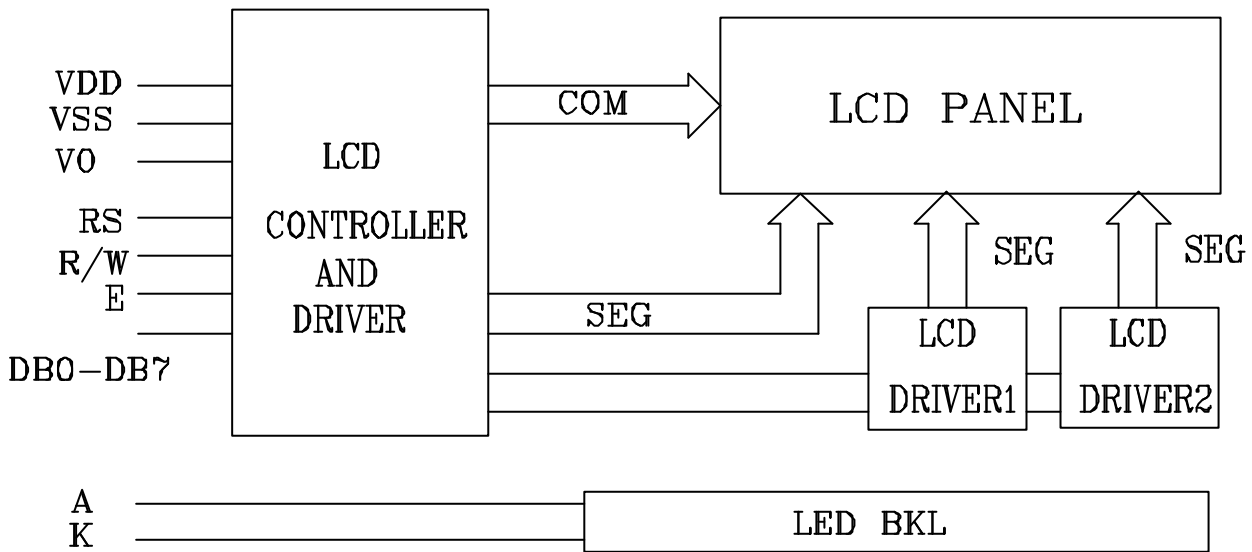 VDD
VSS
VO
RS
R/W
E
DB0-DB7
LCD
CONTROLLER
AND
DRIVER
COM
LCD PANEL
SEG
SEG
SEG
LCD
DRIVER1
LCD
DRIVER2
A
K
LED BKL